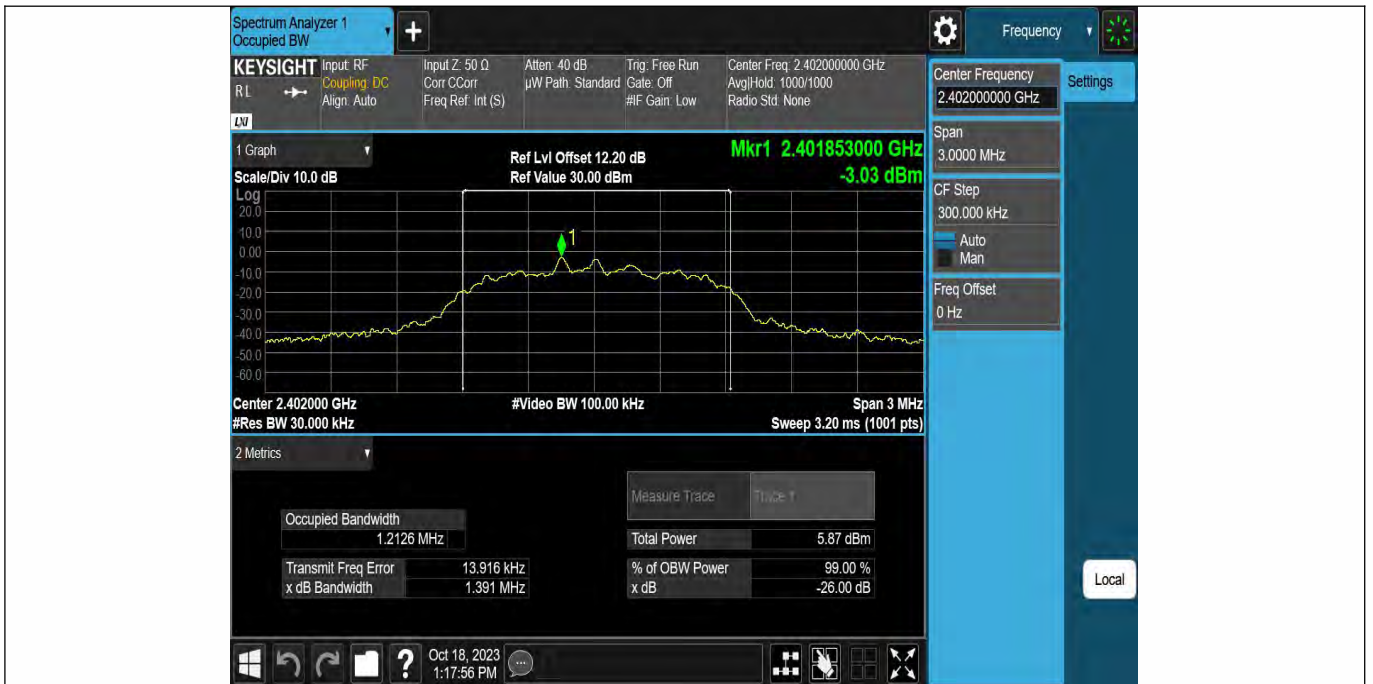 Spectrum Analyzer 1
Occupied BW
+
Frequency
KEYSIGHT
RL
LXI
Input: RF
Coupling: DC
Align: Auto
Input Z: 50 Ω
Corr CCorr
Freq Ref: Int (S)
Atten: 40 dB
µW Path: Standard
Trig: Free Run
Gate: Off
#IF Gain: Low
Center Freq: 2.402000000 GHz
Avg|Hold: 1000/1000
Radio Std: None
1 Graph
Scale/Div 10.0 dB
Ref Lvl Offset 12.20 dB
Ref Value 30.00 dBm
Mkr1 2.401853000 GHz
-3.03 dBm
Log
20.0
10.0
0.00
-10.0
-20.0
-30.0
-40.0
-50.0
-60.0
1
Center 2.402000 GHz
#Video BW 100.00 kHz
Span 3 MHz
#Res BW 30.000 kHz
Sweep 3.20 ms (1001 pts)
2 Metrics
Measure Trace
Trace 1
Occupied Bandwidth
1.2126 MHz
Total Power 5.87 dBm
Transmit Freq Error 13.916 kHz
% of OBW Power 99.00 %
x dB Bandwidth 1.391 MHz
x dB -26.00 dB
Center Frequency
2.402000000 GHz
Settings
Span
3.0000 MHz
CF Step
300.000 kHz
Auto
Man
Freq Offset
0 Hz
Local
?
Oct 18, 2023
1:17:56 PM